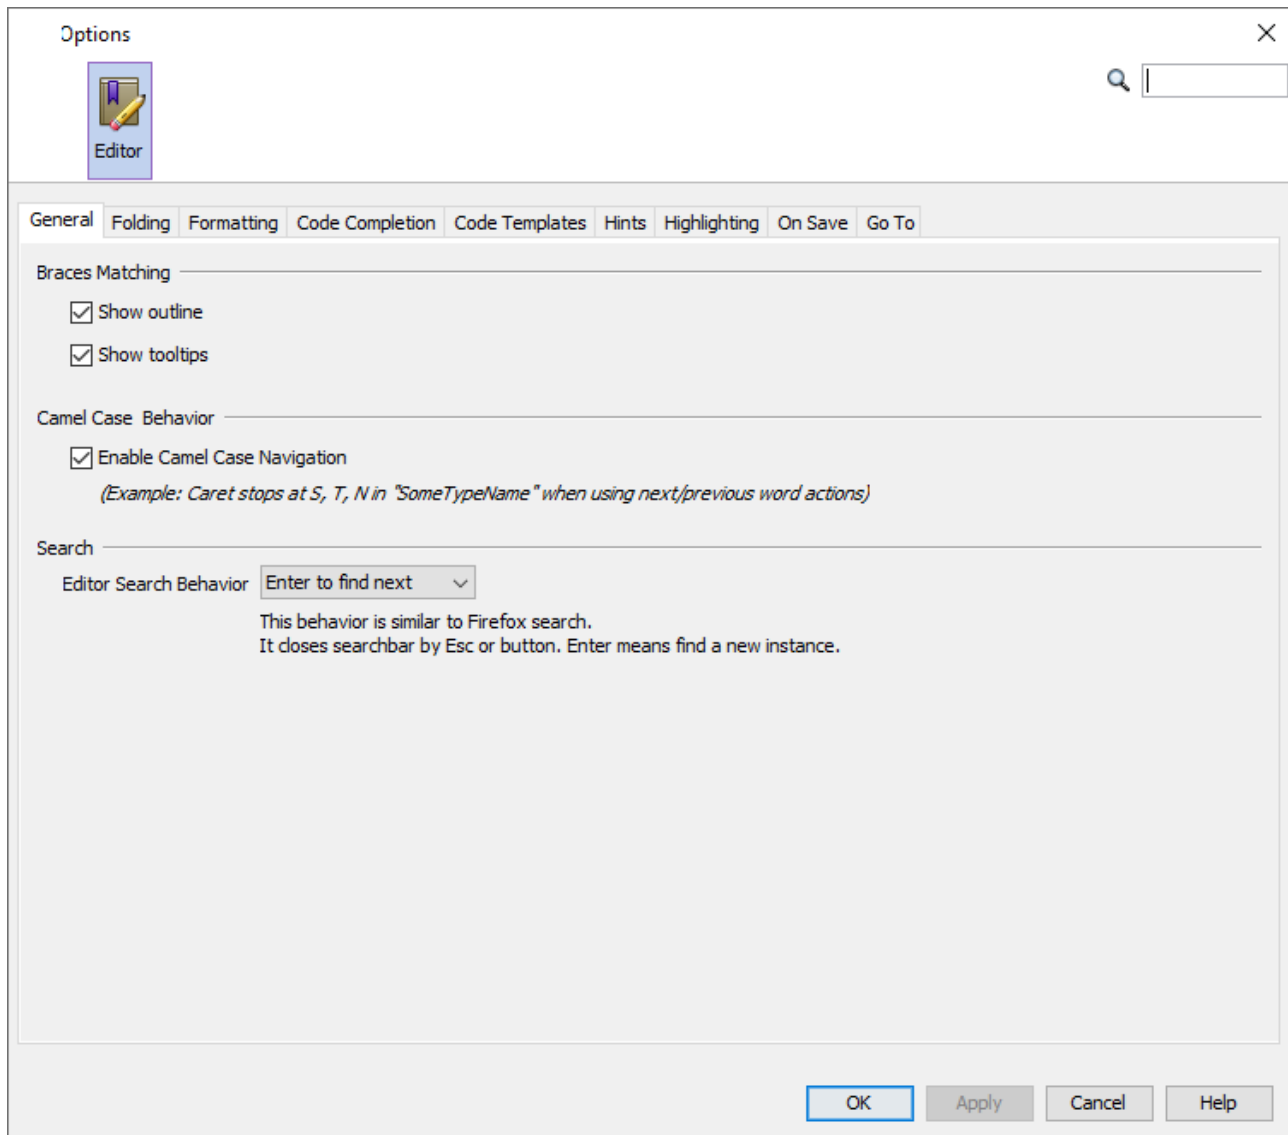 Options
Editor
General Folding Formatting Code Completion Code Templates Hints Highlighting On Save Go To
Braces Matching
Show outline
Show tooltips
Camel Case Behavior
Enable Camel Case Navigation
(Example: Caret stops at S, T, N in "SomeTypeName" when using next/previous word actions)
Search
Editor Search Behavior Enter to find next
This behavior is similar to Firefox search.
It closes searchbar by Esc or button. Enter means find a new instance.
OK Apply Cancel Help